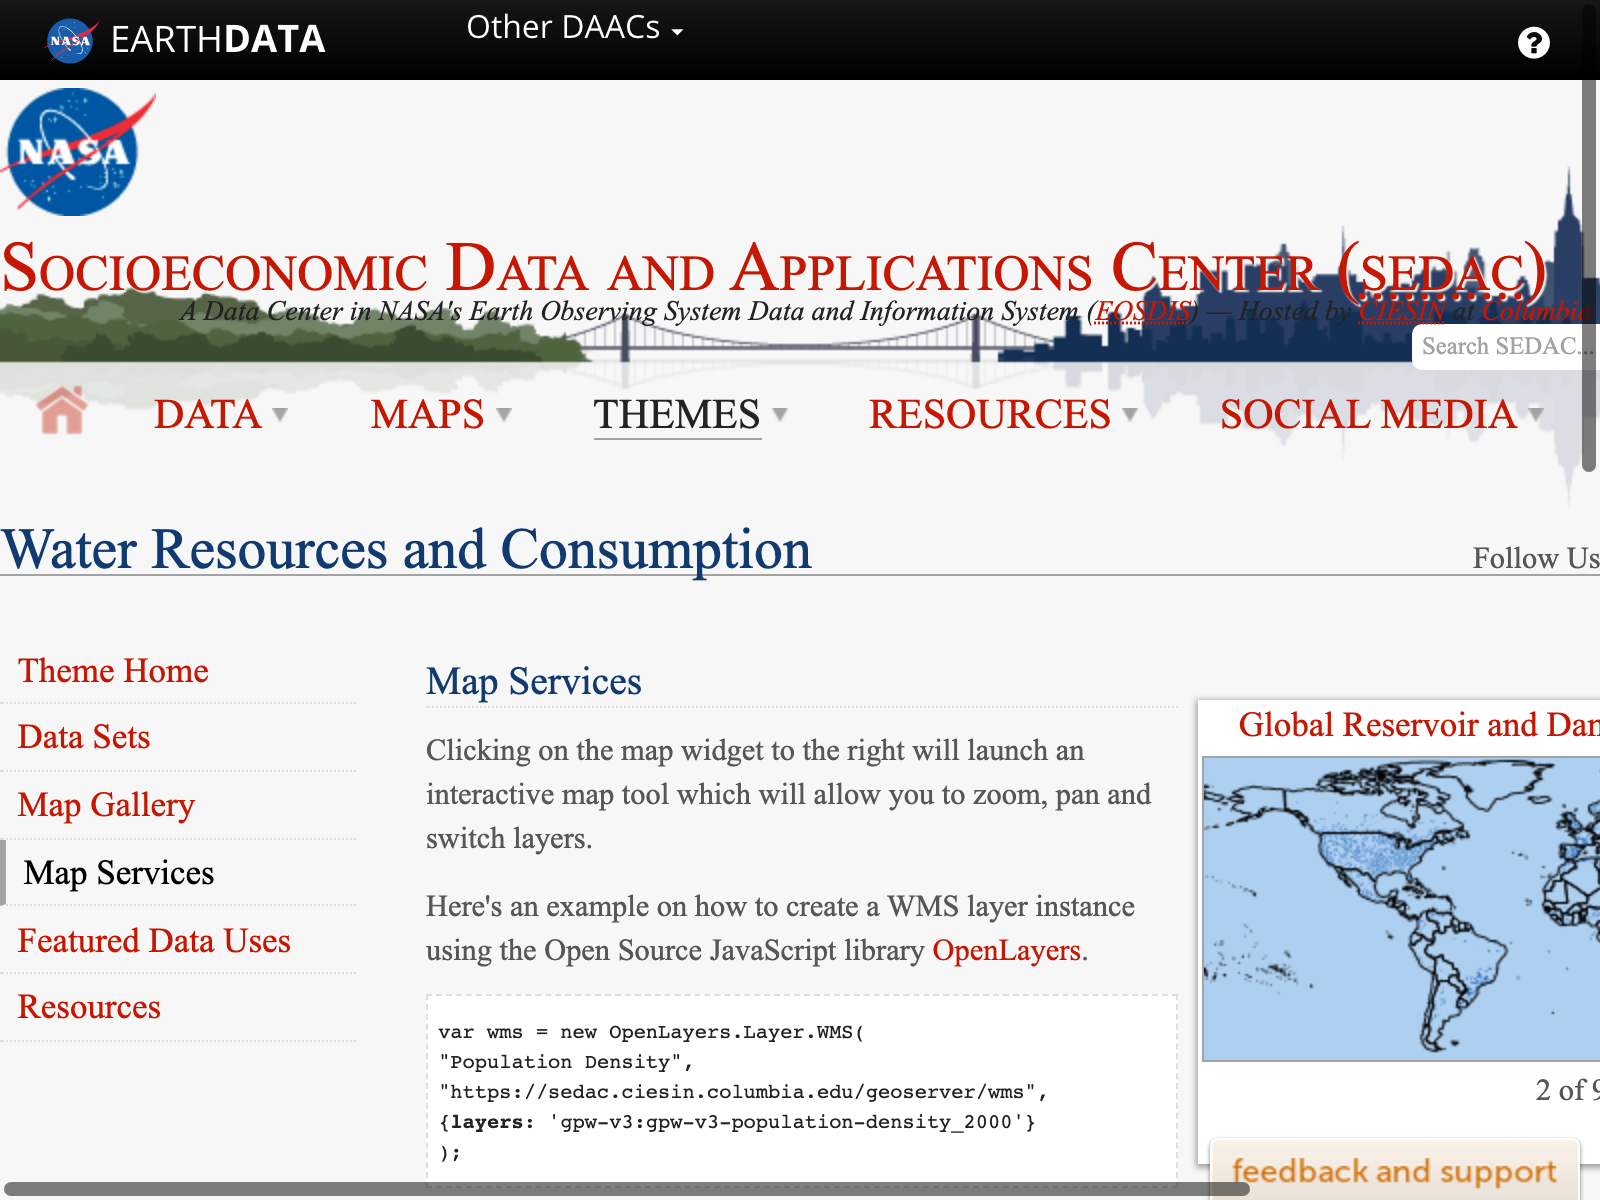 NASA EARTHDATA
Other DAACs
?
NASA
Socioeconomic Data and Applications Center (sedac)
A Data Center in NASA's Earth Observing System Data and Information System (EOSDIS) — Hosted by CIESIN at Columbia
Search SEDAC...
DATA
MAPS
THEMES
RESOURCES
SOCIAL MEDIA
Water Resources and Consumption
Follow Us
Theme Home
Data Sets
Map Gallery
Map Services
Featured Data Uses
Resources
Map Services
Clicking on the map widget to the right will launch an
interactive map tool which will allow you to zoom, pan and
switch layers.
Here's an example on how to create a WMS layer instance
using the Open Source JavaScript library OpenLayers.
var wms = new OpenLayers.Layer.WMS(
"Population Density",
"https://sedac.ciesin.columbia.edu/geoserver/wms",
{layers: 'gpw-v3:gpw-v3-population-density_2000'}
);
Global Reservoir and Dam
2 of 9
feedback and support